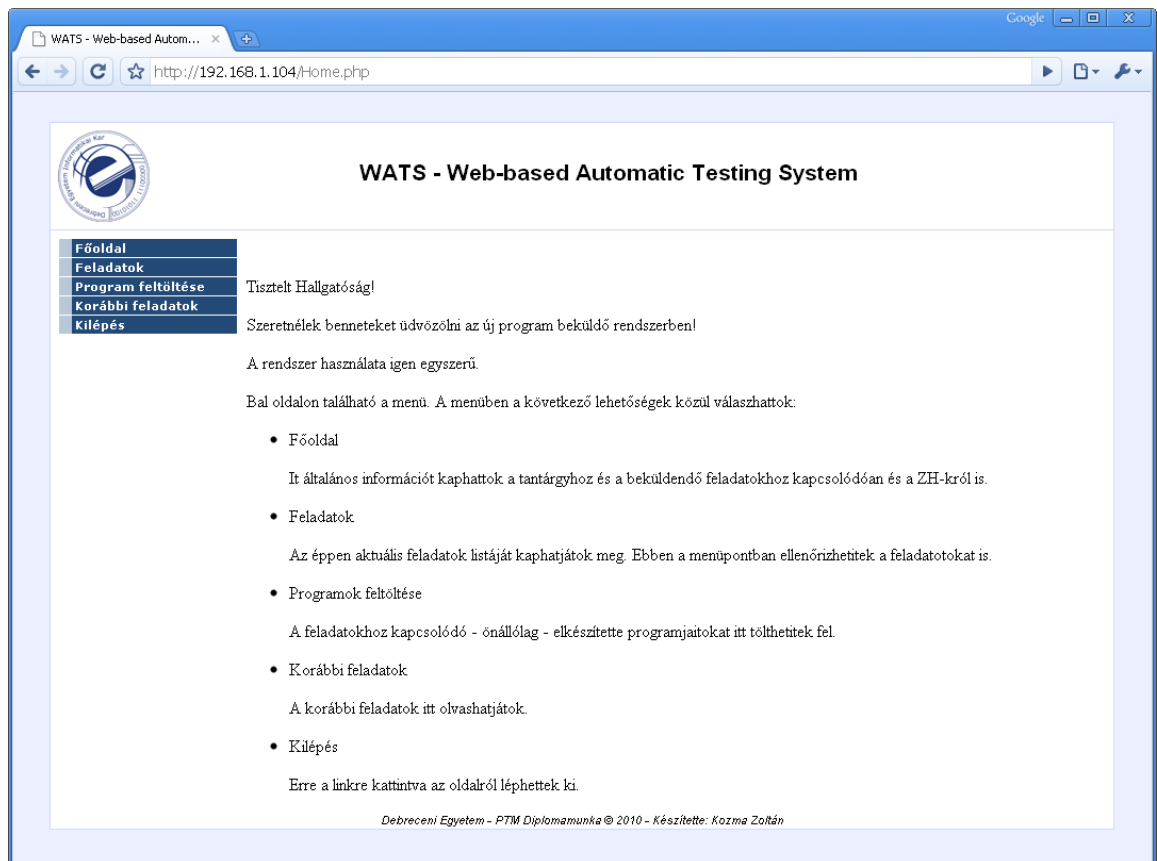 Google
WATS - Web-based Autom...
http://192.168.1.104/Home.php
Debreceni Egyetem Informatikai Kar
WATS - Web-based Automatic Testing System
Főoldal
Feladatok
Program feltöltése
Korábbi feladatok
Kilépés
Tisztelt Hallgatóság!
Szeretnélek benneteket üdvözölni az új program beküldő rendszerben!
A rendszer használata igen egyszerű.
Bal oldalon található a menü. A menüben a következő lehetőségek közül válaszhattok:
• Főoldal
It általános információt kaphattok a tantárgyhoz és a beküldendő feladatokhoz kapcsolódóan és a ZH-król is.
• Feladatok
Az éppen aktuális feladatok listáját kaphatjátok meg. Ebben a menüpontban ellenőrizhetitek a feladatotokat is.
• Programok feltöltése
A feladatokhoz kapcsolódó - önállólag - elkészítette programjaitokat itt tölthetitek fel.
• Korábbi feladatok
A korábbi feladatok itt olvashatjátok.
• Kilépés
Erre a linkre kattintva az oldalról léphettek ki.
Debreceni Egyetem - PTM Diplomamunka © 2010 - Készítette: Kozma Zoltán